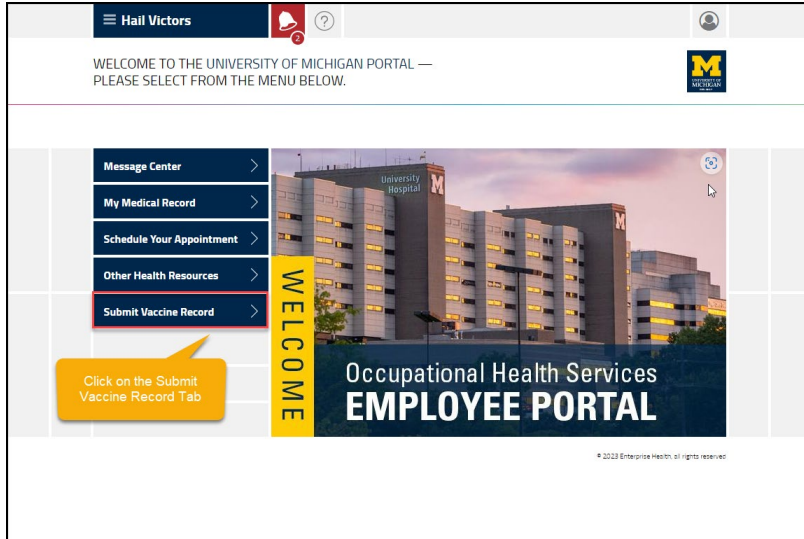 Hail Victors
2
?
WELCOME TO THE UNIVERSITY OF MICHIGAN PORTAL —
PLEASE SELECT FROM THE MENU BELOW.
M
UNIVERSITY OF
MICHIGAN
Message Center
My Medical Record
Schedule Your Appointment
Other Health Resources
Submit Vaccine Record
Click on the Submit
Vaccine Record Tab
University
Hospital
M
M
WELCOME
Occupational Health Services
EMPLOYEE PORTAL
© 2023 Enterprise Health, all rights reserved